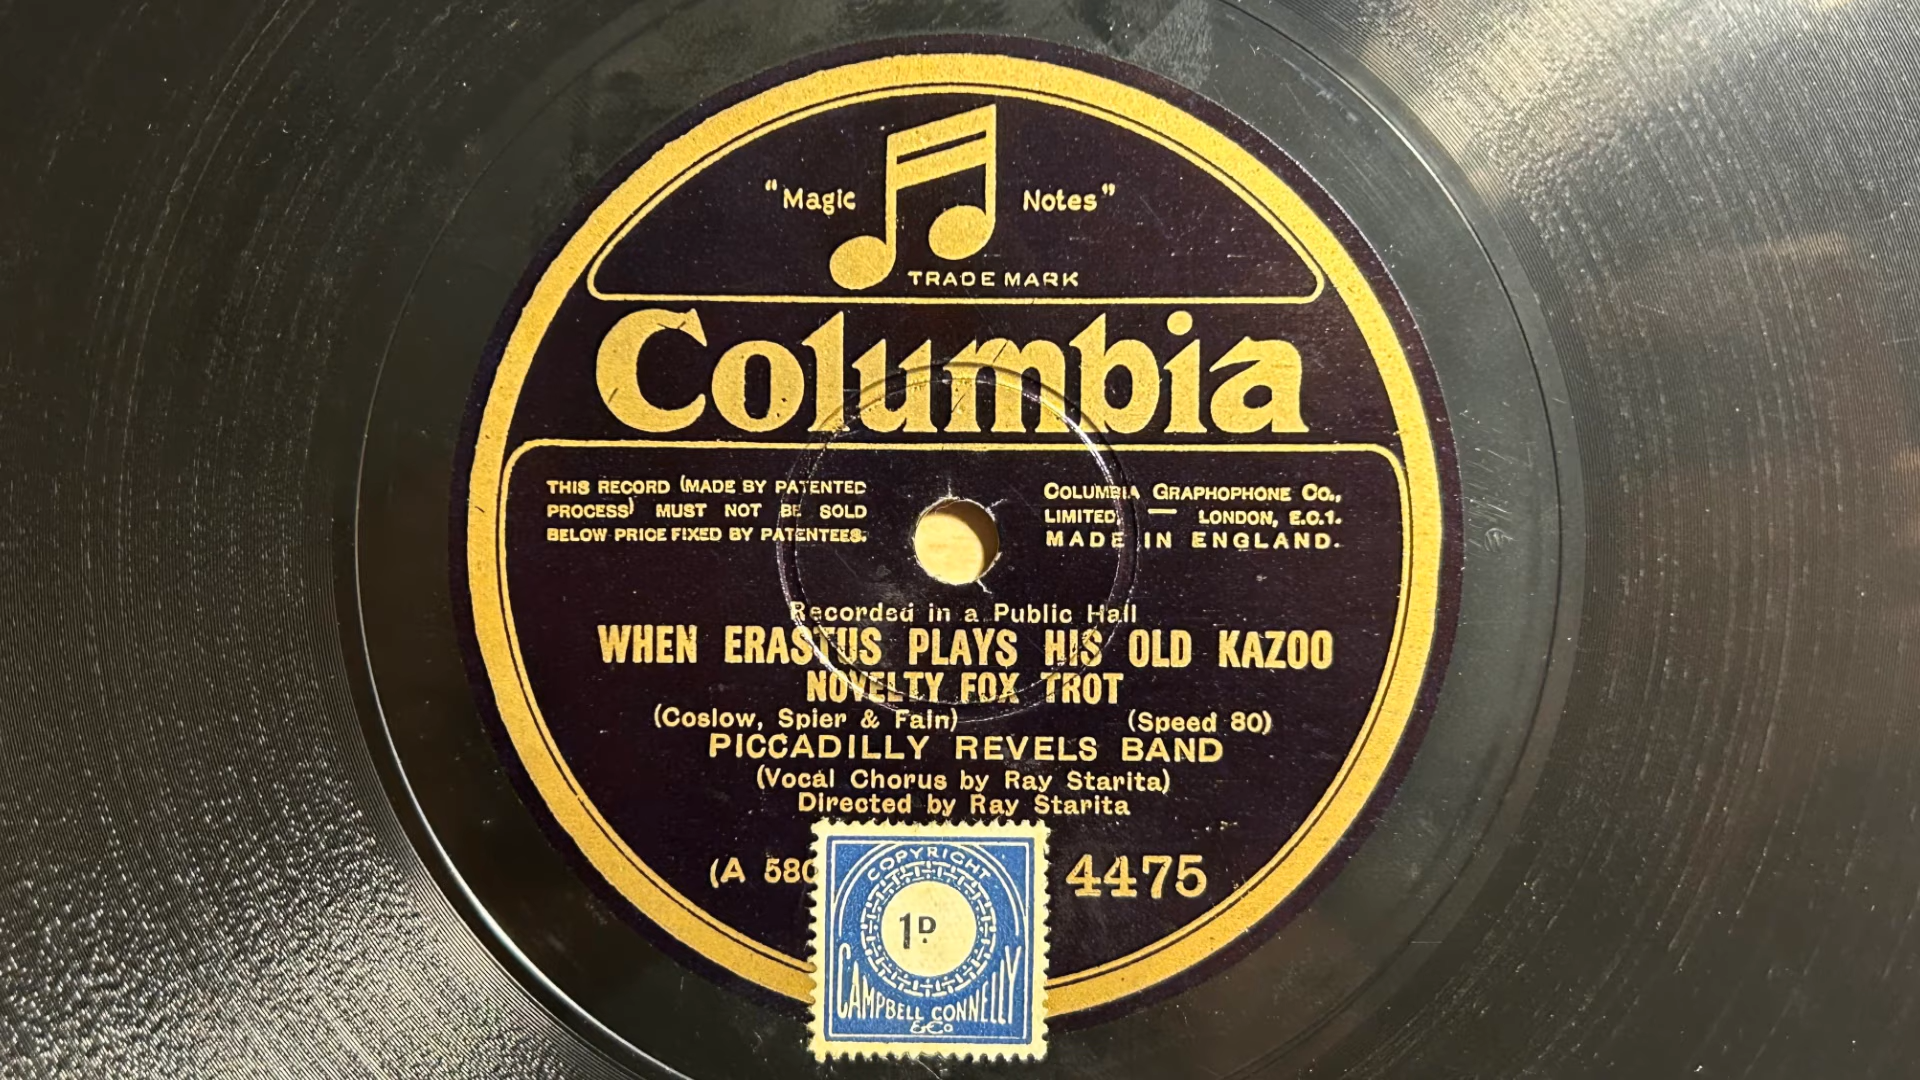 "Magic Notes"
TRADE MARK
Columbia
THIS RECORD (MADE BY PATENTED
PROCESS) MUST NOT BE SOLD
BELOW PRICE FIXED BY PATENTEES.
COLUMBIA GRAPHOPHONE CO.,
LIMITED, — LONDON, E.C.1.
MADE IN ENGLAND.
Recorded in a Public Hall
WHEN ERASTUS PLAYS HIS OLD KAZOO
NOVELTY FOX TROT
(Coslow, Spier & Fain) (Speed 80)
PICCADILLY REVELS BAND
(Vocal Chorus by Ray Starita)
Directed by Ray Starita
(A 580 4475
COPYRIGHT
1D.
CAMPBELL CONNELLY
& Co